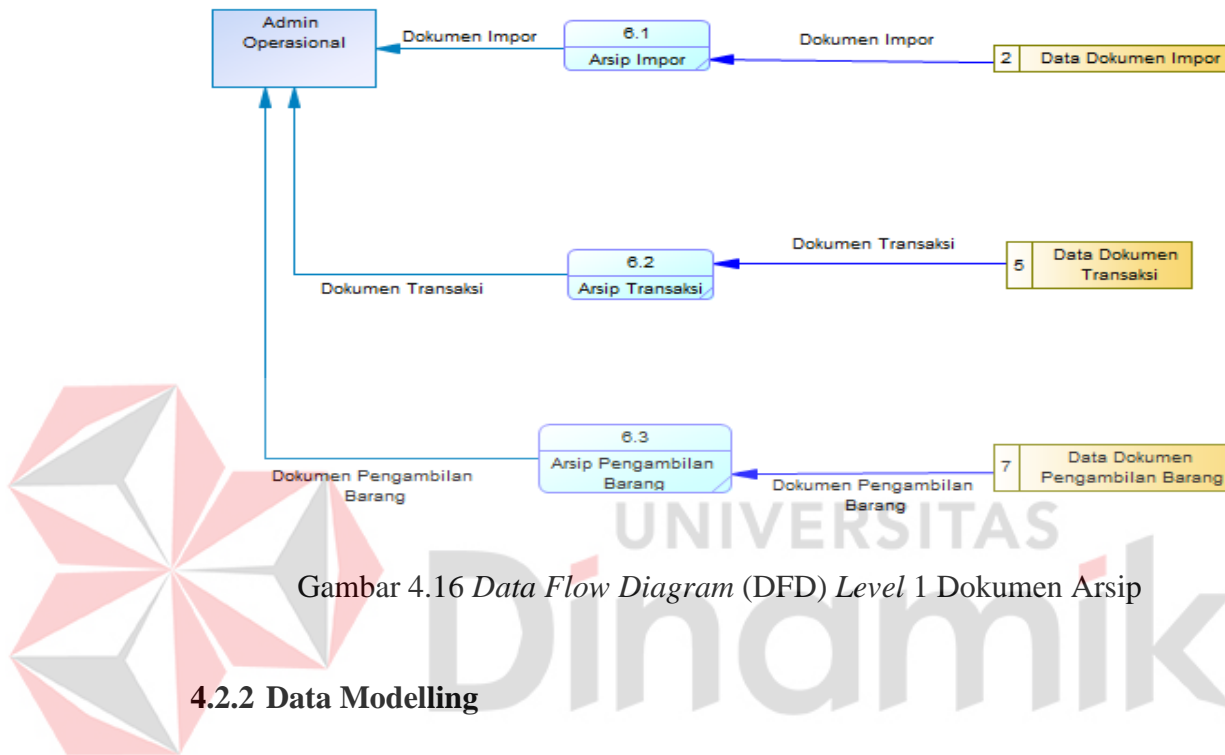 Admin
Operasional
Dokumen Impor
6.1
Arsip Impor
Dokumen Impor
2 Data Dokumen Impor
Dokumen Transaksi
6.2
Arsip Transaksi
Dokumen Transaksi
5 Data Dokumen
Transaksi
Dokumen Pengambilan
Barang
6.3
Arsip Pengambilan
Barang
Dokumen Pengambilan
Barang
7 Data Dokumen
Pengambilan Barang
UNIVERSITAS
Dinamik
Gambar 4.16 Data Flow Diagram (DFD) Level 1 Dokumen Arsip
4.2.2 Data Modelling